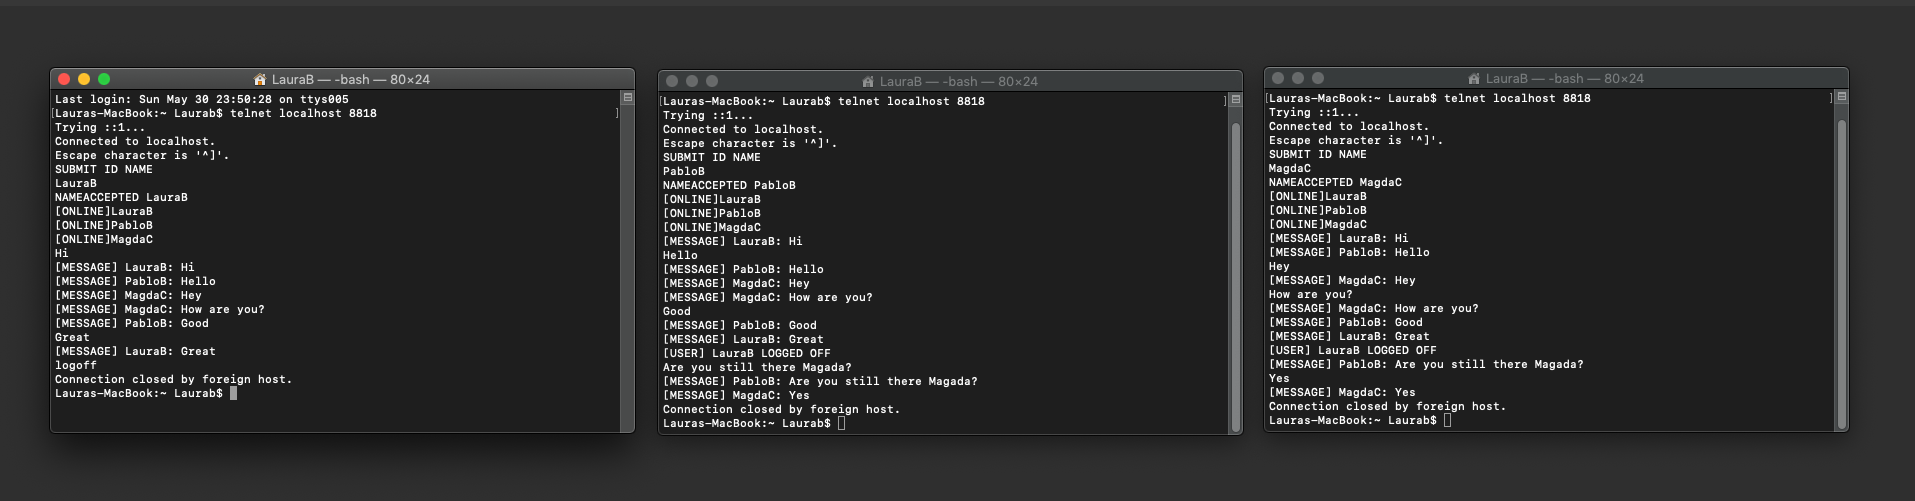 LauraB — -bash — 80×24
Last login: Sun May 30 23:50:28 on ttys005
[Lauras-MacBook:~ Laurab$ telnet localhost 8818 ]
Trying ::1...
Connected to localhost.
Escape character is '^]'.
SUBMIT ID NAME
LauraB
NAMEACCEPTED LauraB
[ONLINE]LauraB
[ONLINE]PabloB
[ONLINE]MagdaC
Hi
[MESSAGE] LauraB: Hi
[MESSAGE] PabloB: Hello
[MESSAGE] MagdaC: Hey
[MESSAGE] MagdaC: How are you?
[MESSAGE] PabloB: Good
Great
[MESSAGE] LauraB: Great
logoff
Connection closed by foreign host.
Lauras-MacBook:~ Laurab$
LauraB — -bash — 80×24
[Lauras-MacBook:~ Laurab$ telnet localhost 8818 ]
Trying ::1...
Connected to localhost.
Escape character is '^]'.
SUBMIT ID NAME
PabloB
NAMEACCEPTED PabloB
[ONLINE]LauraB
[ONLINE]PabloB
[ONLINE]MagdaC
[MESSAGE] LauraB: Hi
Hello
[MESSAGE] PabloB: Hello
[MESSAGE] MagdaC: Hey
[MESSAGE] MagdaC: How are you?
Good
[MESSAGE] PabloB: Good
[MESSAGE] LauraB: Great
[USER] LauraB LOGGED OFF
Are you still there Magada?
[MESSAGE] PabloB: Are you still there Magada?
[MESSAGE] MagdaC: Yes
Connection closed by foreign host.
Lauras-MacBook:~ Laurab$
LauraB — -bash — 80×24
[Lauras-MacBook:~ Laurab$ telnet localhost 8818 ]
Trying ::1...
Connected to localhost.
Escape character is '^]'.
SUBMIT ID NAME
MagdaC
NAMEACCEPTED MagdaC
[ONLINE]LauraB
[ONLINE]PabloB
[ONLINE]MagdaC
[MESSAGE] LauraB: Hi
[MESSAGE] PabloB: Hello
Hey
[MESSAGE] MagdaC: Hey
How are you?
[MESSAGE] MagdaC: How are you?
[MESSAGE] PabloB: Good
[MESSAGE] LauraB: Great
[USER] LauraB LOGGED OFF
[MESSAGE] PabloB: Are you still there Magada?
Yes
[MESSAGE] MagdaC: Yes
Connection closed by foreign host.
Lauras-MacBook:~ Laurab$